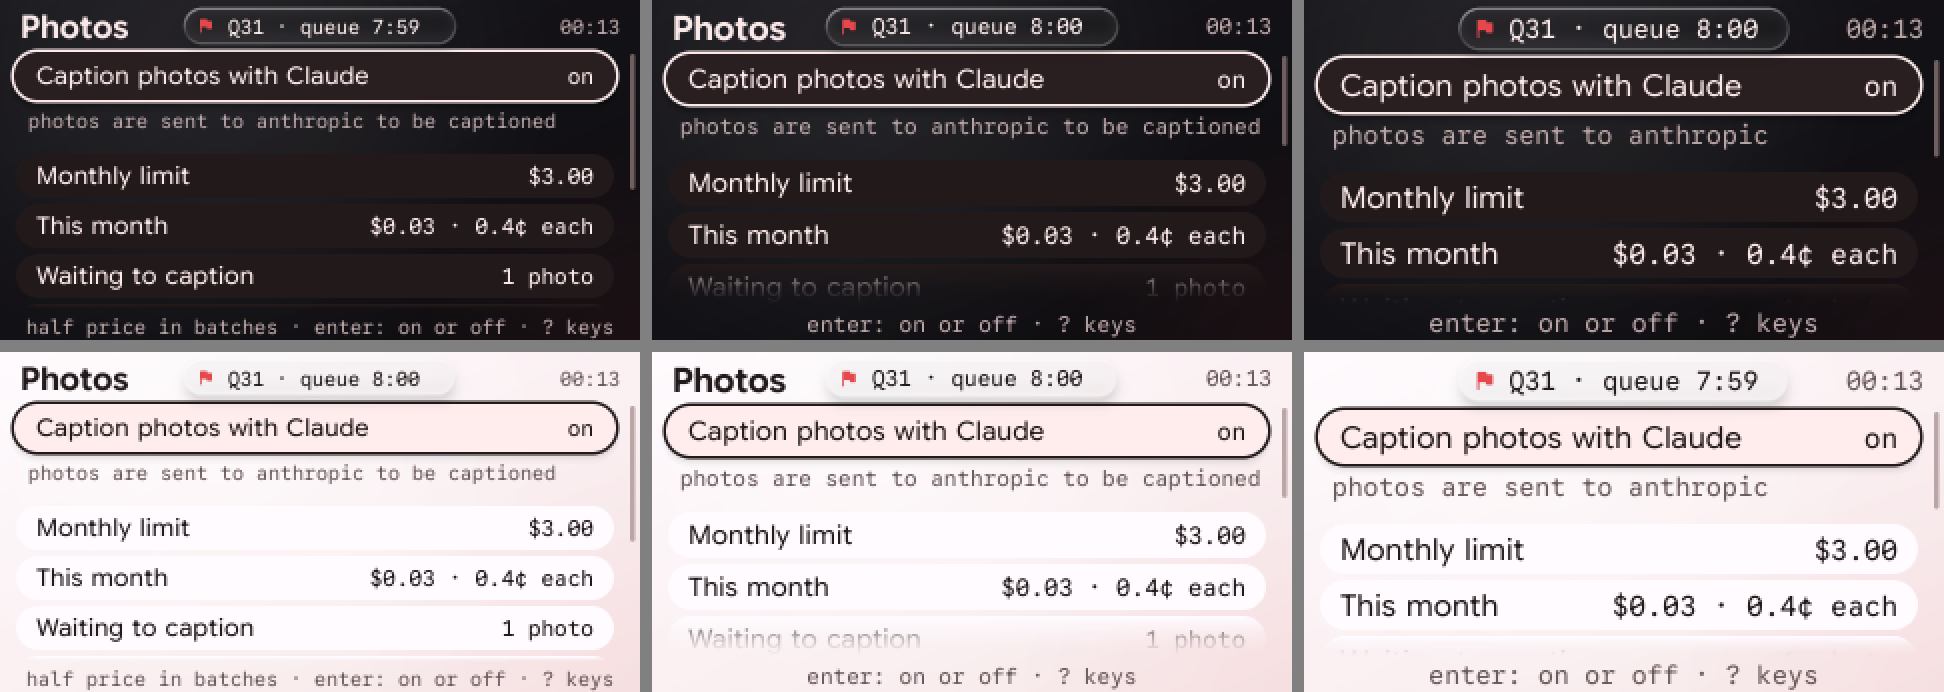 Photos Q31 · queue 7:59 00:13
Caption photos with Claude on
photos are sent to anthropic to be captioned
Monthly limit $3.00
This month $0.03 · 0.4¢ each
Waiting to caption 1 photo
half price in batches · enter: on or off · ? keys
Photos Q31 · queue 8:00 00:13
Caption photos with Claude on
photos are sent to anthropic to be captioned
Monthly limit $3.00
This month $0.03 · 0.4¢ each
Waiting to caption 1 photo
enter: on or off · ? keys
Q31 · queue 8:00 00:13
Caption photos with Claude on
photos are sent to anthropic
Monthly limit $3.00
This month $0.03 · 0.4¢ each
enter: on or off · ? keys
Photos Q31 · queue 8:00 00:13
Caption photos with Claude on
photos are sent to anthropic to be captioned
Monthly limit $3.00
This month $0.03 · 0.4¢ each
Waiting to caption 1 photo
half price in batches · enter: on or off · ? keys
Photos Q31 · queue 8:00 00:13
Caption photos with Claude on
photos are sent to anthropic to be captioned
Monthly limit $3.00
This month $0.03 · 0.4¢ each
Waiting to caption 1 photo
enter: on or off · ? keys
Q31 · queue 7:59 00:13
Caption photos with Claude on
photos are sent to anthropic
Monthly limit $3.00
This month $0.03 · 0.4¢ each
enter: on or off · ? keys